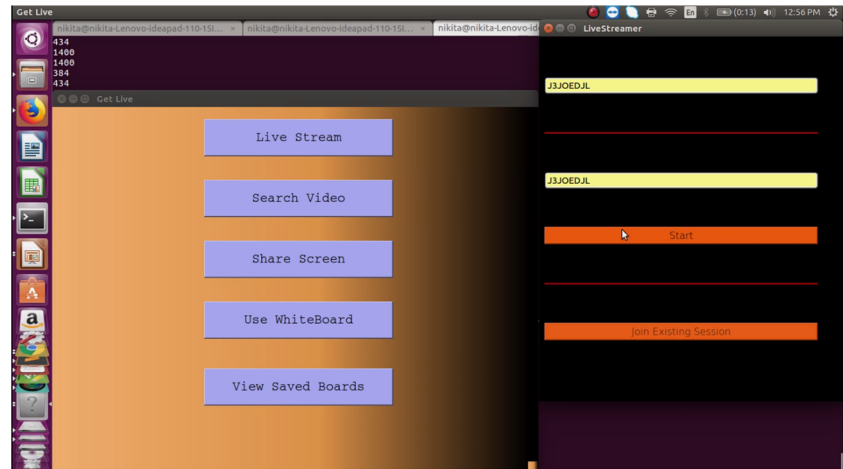 Get Live
En
(0:13)
12:56 PM
nikita@nikita-Lenovo-ideapad-110-15I...
nikita@nikita-Lenovo-ideapad-110-15I...
nikita@nikita-Lenovo-id
LiveStreamer
434
1400
1400
384
434
Get Live
Live Stream
Search Video
Share Screen
Use WhiteBoard
View Saved Boards
J3JOEDJL
J3JOEDJL
Start
Join Existing Session